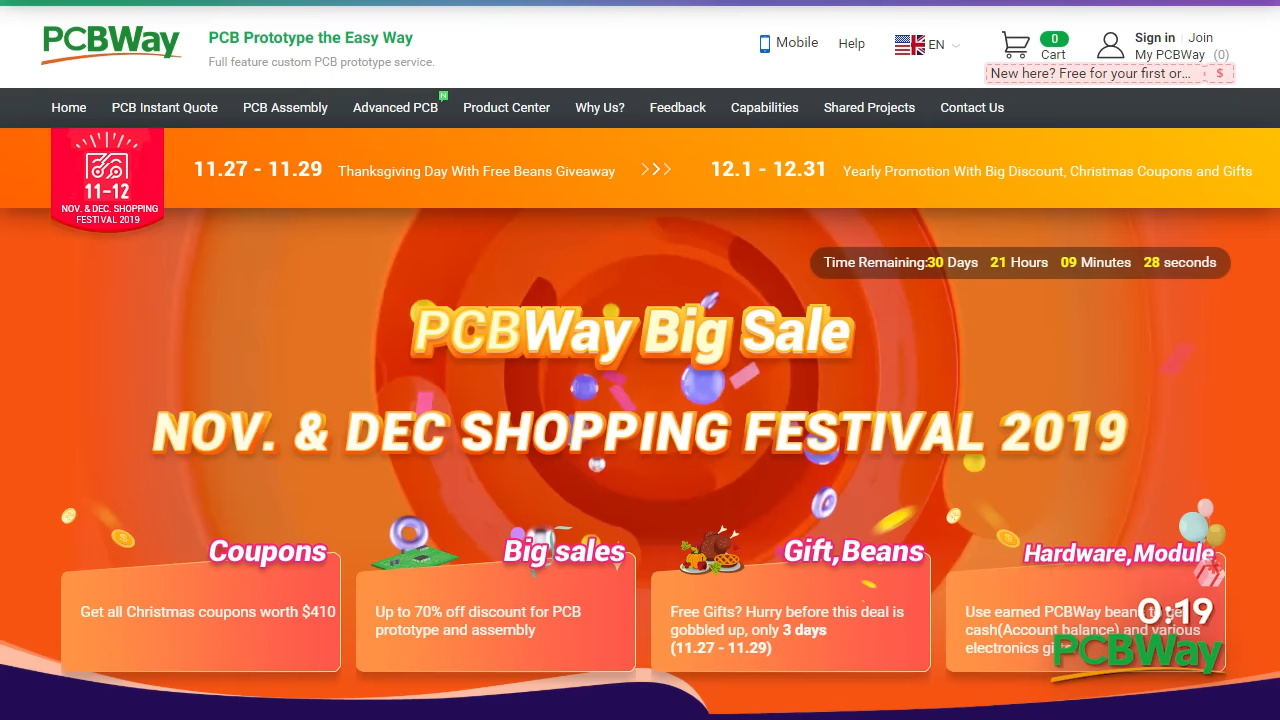 PCBWay
PCB Prototype the Easy Way
Full feature custom PCB prototype service.
Mobile
Help
EN
0
Cart
Sign in
Join
My PCBWay (0)
New here? Free for your first or... $
Home
PCB Instant Quote
PCB Assembly
Advanced PCB
N
Product Center
Why Us?
Feedback
Capabilities
Shared Projects
Contact Us
11-12
NOV. & DEC. SHOPPING
FESTIVAL 2019
11.27 - 11.29 Thanksgiving Day With Free Beans Giveaway
12.1 - 12.31 Yearly Promotion With Big Discount, Christmas Coupons and Gifts
Time Remaining:30 Days 21 Hours 09 Minutes 28 seconds
PCBWay Big Sale
NOV. & DEC SHOPPING FESTIVAL 2019
Coupons
Get all Christmas coupons worth $410
Big sales
Up to 70% off discount for PCB
prototype and assembly
Gift,Beans
Free Gifts? Hurry before this deal is
gobbled up, only 3 days
(11.27 - 11.29)
Hardware,Module
Use earned PCBWay beans to get
cash(Account balance) and various
electronics
0:19
PCBWay